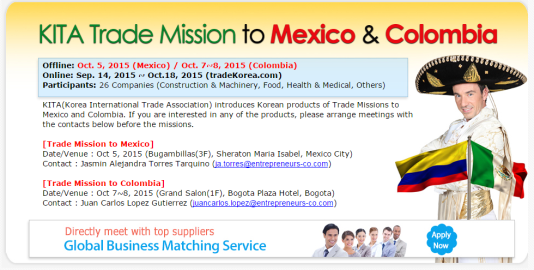 KITA Trade Mission to Mexico & Colombia
Offline: Oct. 5, 2015 (Mexico) / Oct. 7~8, 2015 (Colombia)
Online: Sep. 14, 2015 ~ Oct.18, 2015 (tradeKorea.com)
Participants: 26 Companies (Construction & Machinery, Food, Health & Medical, Others)
KITA(Korea International Trade Association) introduces Korean products of Trade Missions to
Mexico and Colombia. If you are interested in any of the products, please arrange meetings with
the contacts below before the missions.
[Trade Mission to Mexico]
Date/Venue : Oct 5, 2015 (Bugambillas(3F), Sheraton Maria Isabel, Mexico City)
Contact : Jasmin Alejandra Torres Tarquino (ja.torres@entrepreneurs-co.com)
[Trade Mission to Colombia]
Date/Venue : Oct 7~8, 2015 (Grand Salon(1F), Bogota Plaza Hotel, Bogota)
Contact : Juan Carlos Lopez Gutierrez (juancarlos.lopez@entrepreneurs-co.com)
Directly meet with top suppliers
Global Business Matching Service
Apply
Now